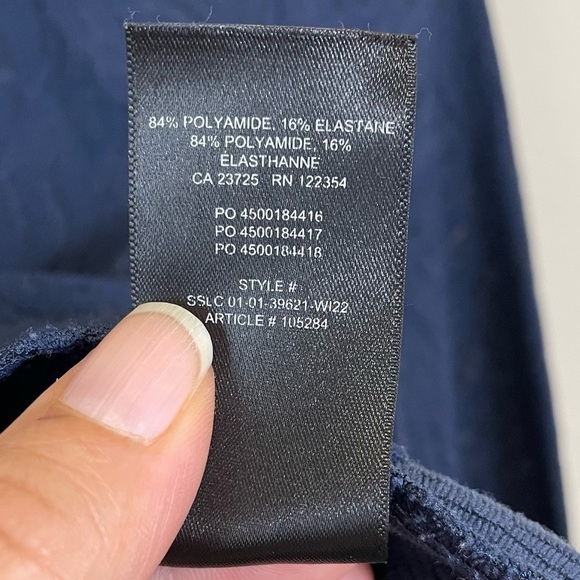 84% POLYAMIDE, 16% ELASTANE
84% POLYAMIDE, 16%
ÉLASTHANNE
CA 23725 RN 122354
PO 4500184416
PO 4500184417
PO 4500184418
STYLE #
SSLC 01-01-39621-WI22
ARTICLE # 105284